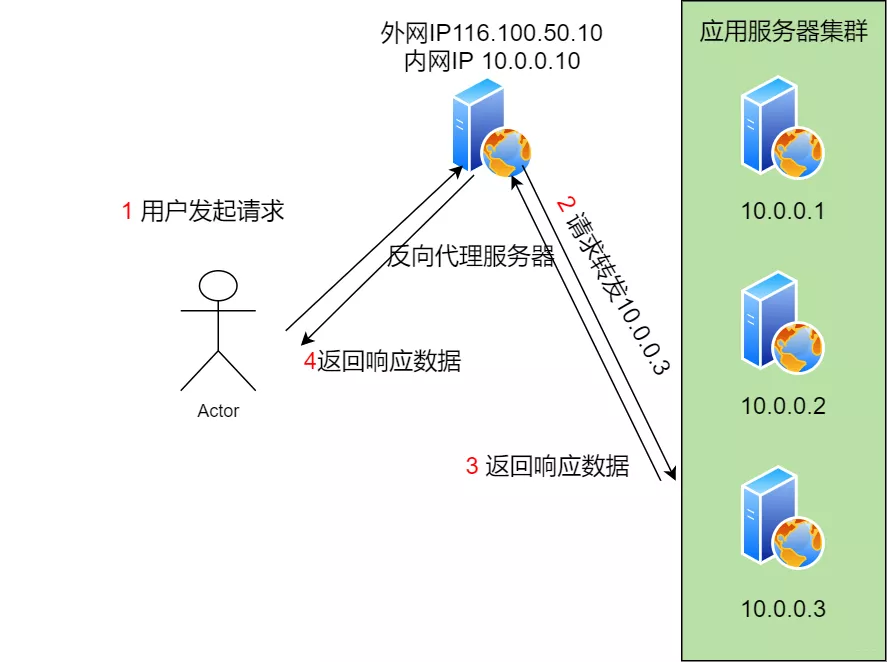 外网IP116.100.50.10
内网IP 10.0.0.10
应用服务器集群
10.0.0.1
1 用户发起请求
反向代理服务器
2 请求转发10.0.0.3
4返回响应数据
Actor
10.0.0.2
3 返回响应数据
10.0.0.3